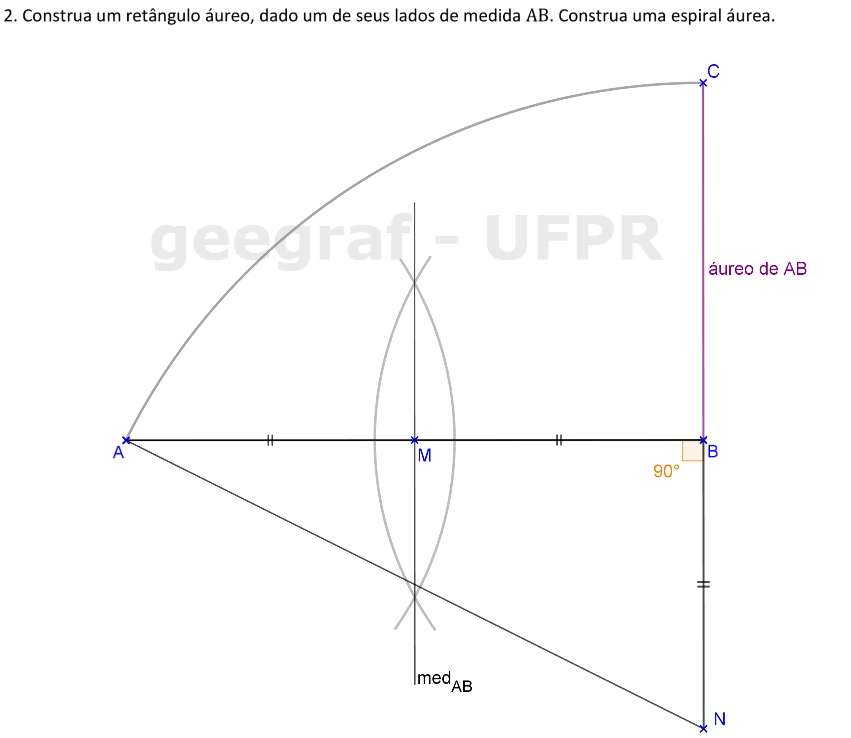 2. Construa um retângulo áureo, dado um de seus lados de medida AB. Construa uma espiral áurea.
C
geegraf - UFPR
áureo de AB
A
M
B
90°
med AB
N